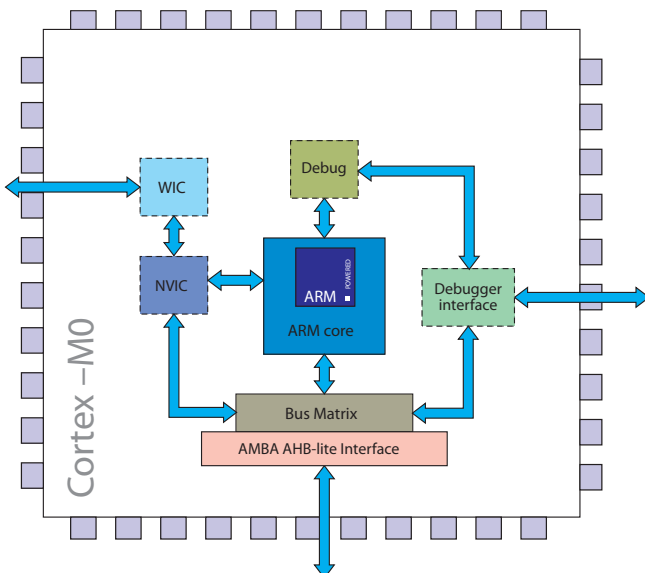 WIC
Debug
NVIC
POWERED
ARM
ARM core
Debugger
interface
Bus Matrix
AMBA AHB-lite Interface
Cortex –M0